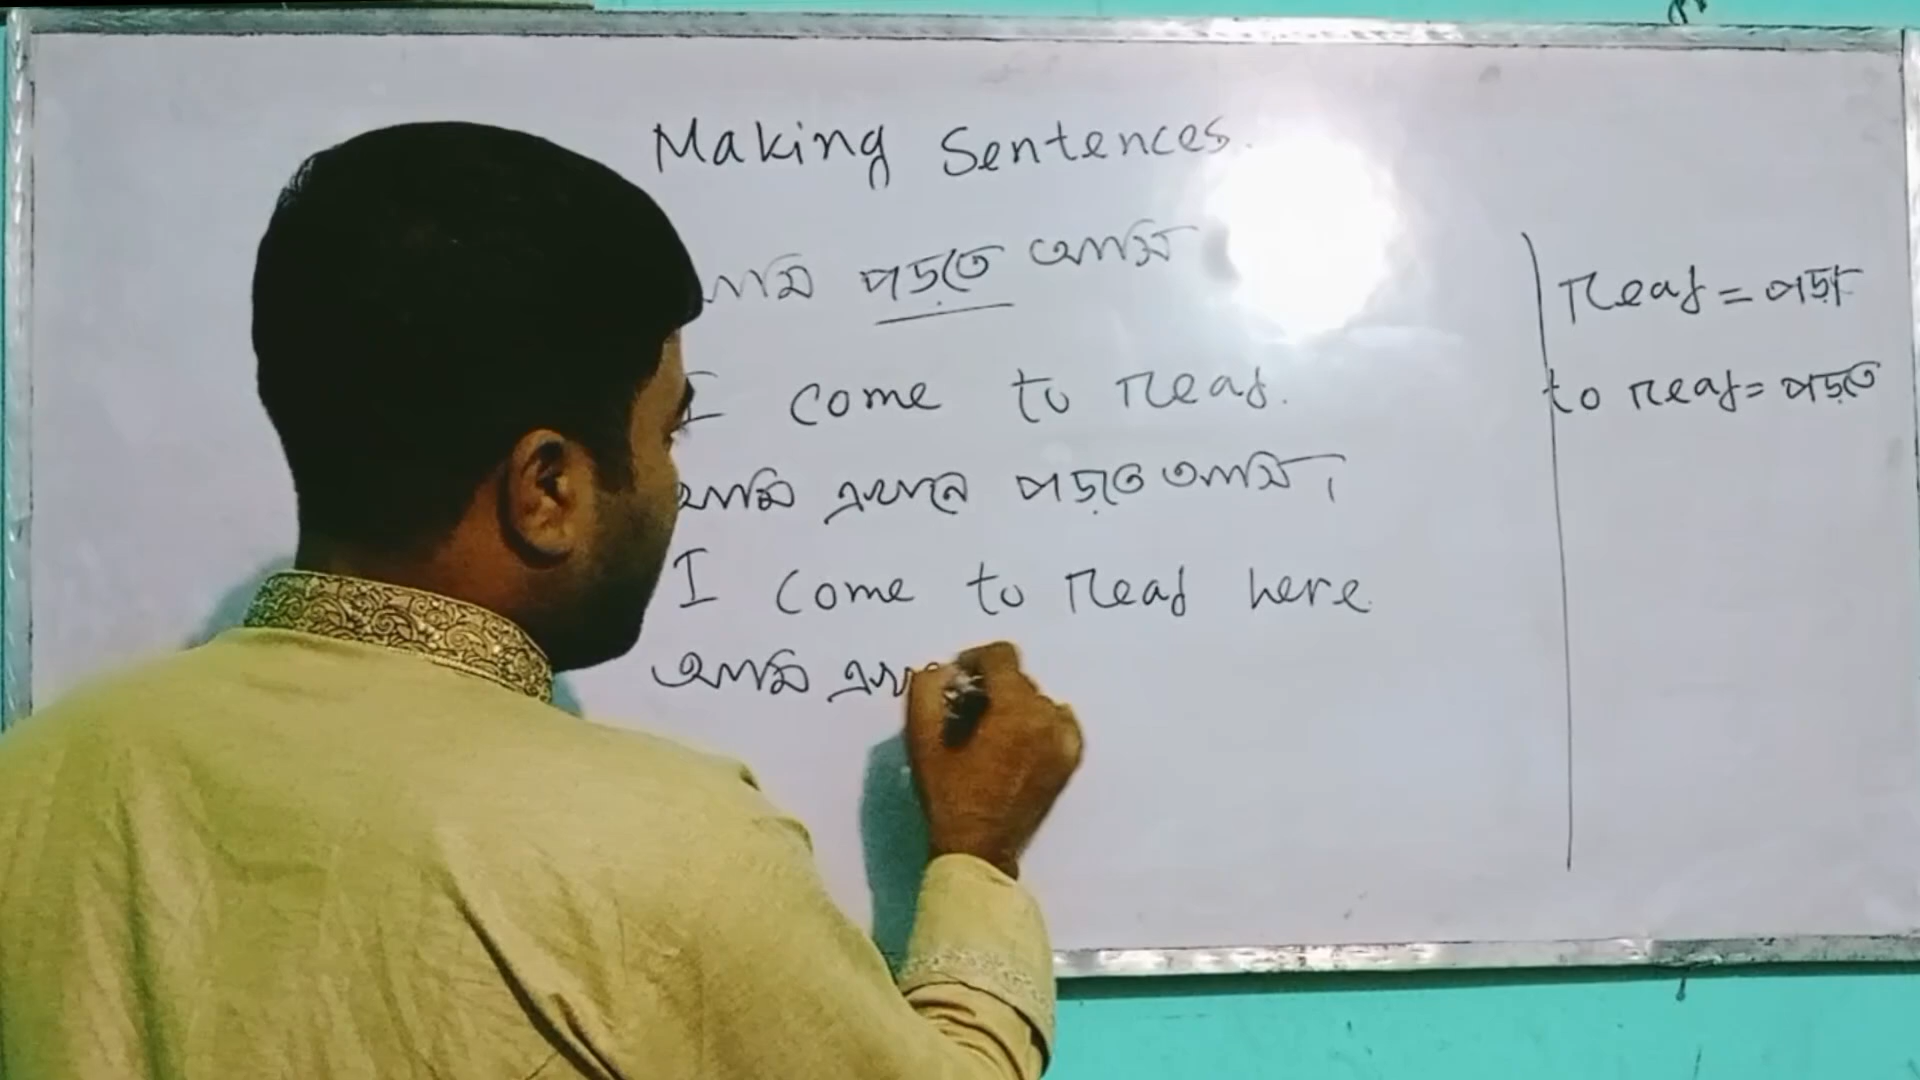 Making Sentences.
আমি পড়তে আসি
I come to read.
আমি এখানে পড়তে আসি।
I come to read here.
আমি
read = পড়া
to read = পড়তে